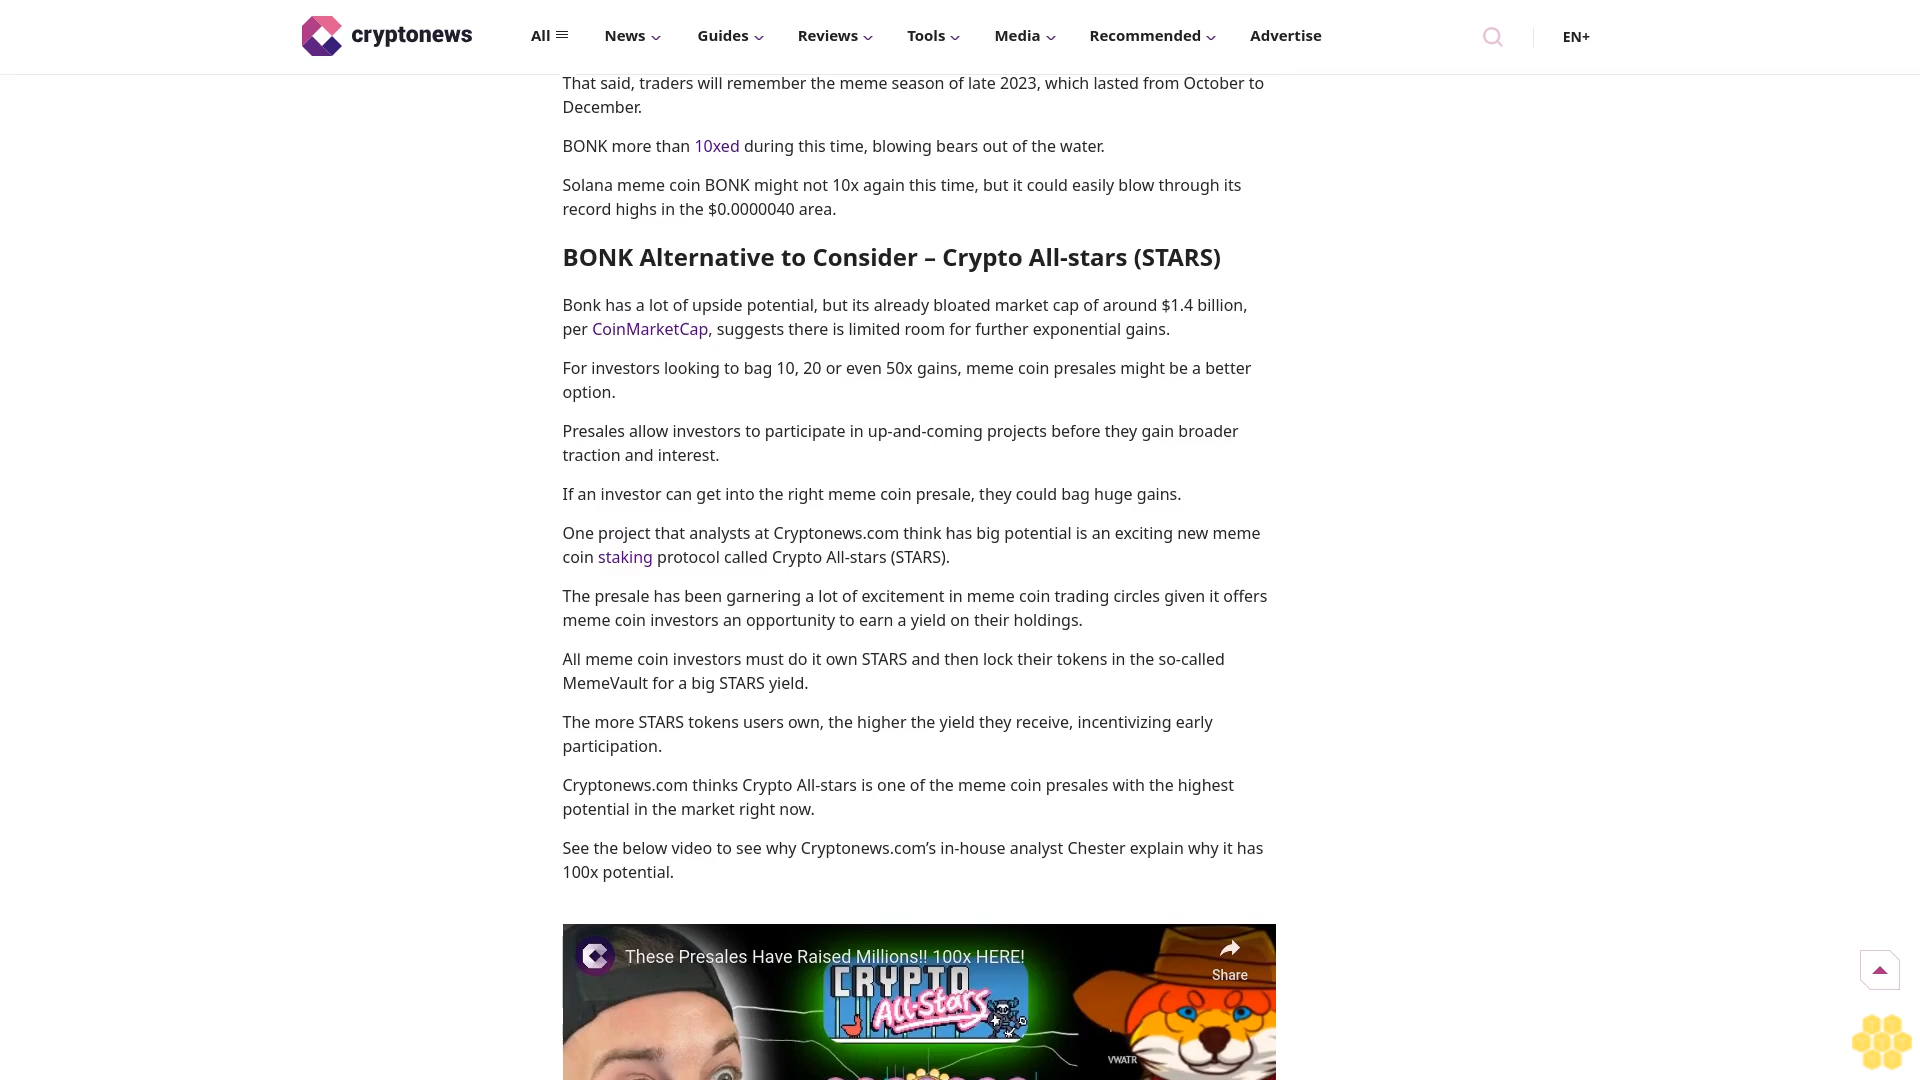 cryptonews
All
News
Guides
Reviews
Tools
Media
Recommended
Advertise
EN+
That said, traders will remember the meme season of late 2023, which lasted from October to
December.
BONK more than 10xed during this time, blowing bears out of the water.
Solana meme coin BONK might not 10x again this time, but it could easily blow through its
record highs in the $0.0000040 area.
BONK Alternative to Consider – Crypto All-stars (STARS)
Bonk has a lot of upside potential, but its already bloated market cap of around $1.4 billion,
per CoinMarketCap, suggests there is limited room for further exponential gains.
For investors looking to bag 10, 20 or even 50x gains, meme coin presales might be a better
option.
Presales allow investors to participate in up-and-coming projects before they gain broader
traction and interest.
If an investor can get into the right meme coin presale, they could bag huge gains.
One project that analysts at Cryptonews.com think has big potential is an exciting new meme
coin staking protocol called Crypto All-stars (STARS).
The presale has been garnering a lot of excitement in meme coin trading circles given it offers
meme coin investors an opportunity to earn a yield on their holdings.
All meme coin investors must do it own STARS and then lock their tokens in the so-called
MemeVault for a big STARS yield.
The more STARS tokens users own, the higher the yield they receive, incentivizing early
participation.
Cryptonews.com thinks Crypto All-stars is one of the meme coin presales with the highest
potential in the market right now.
See the below video to see why Cryptonews.com’s in-house analyst Chester explain why it has
100x potential.
These Presales Have Raised Millions!! 100x HERE!
Share
CRYPTO
All-Stars
VWATR